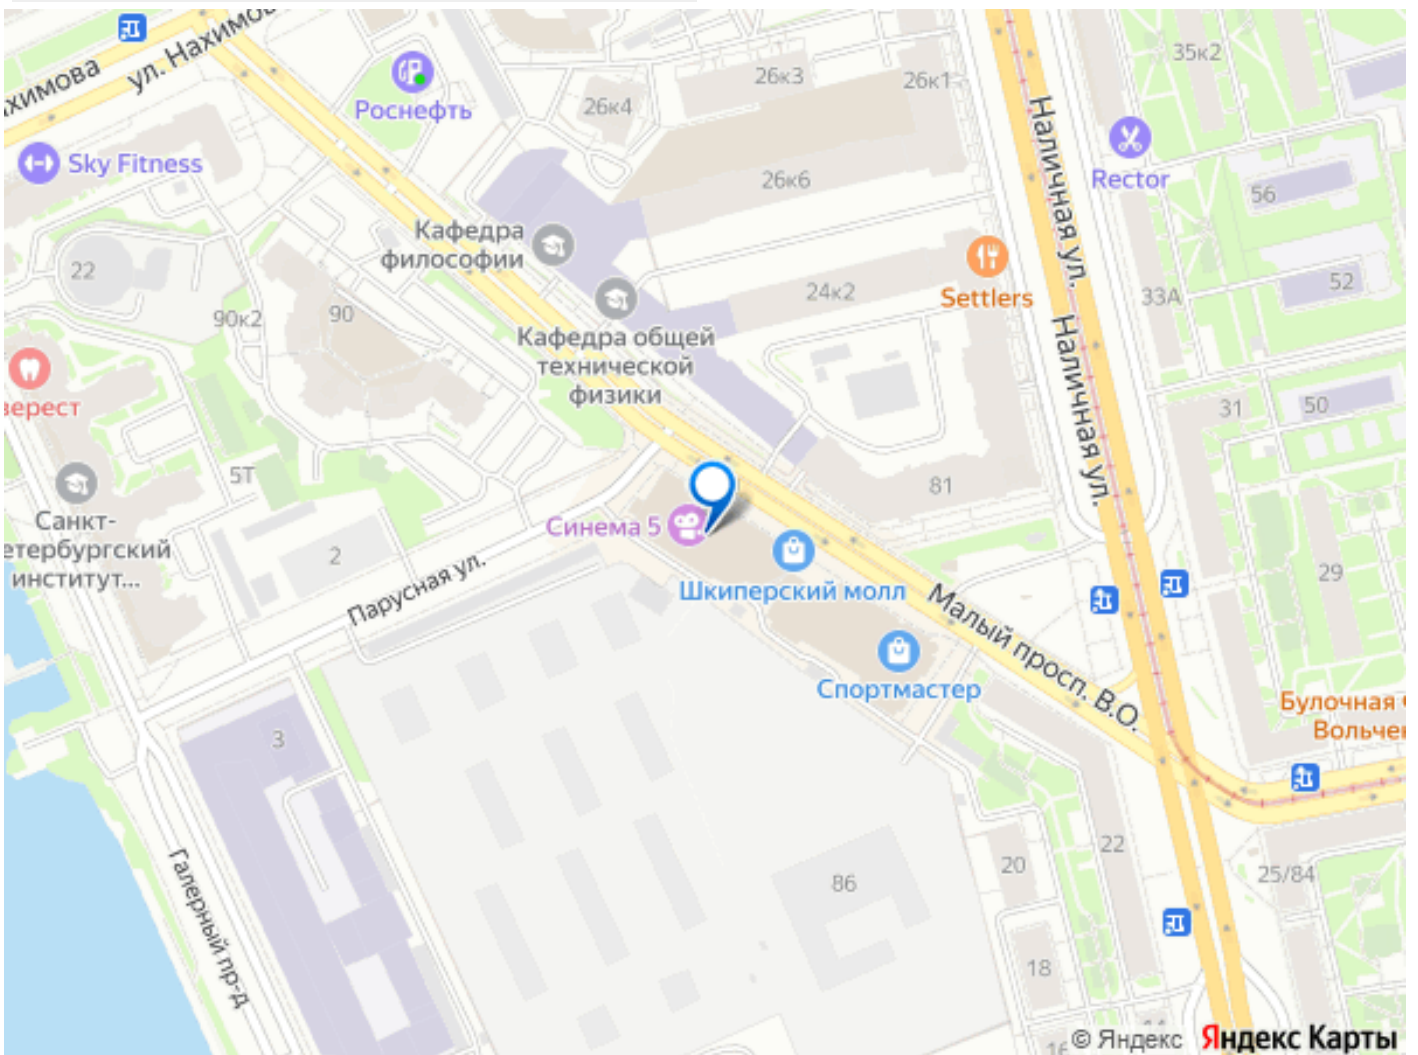 ул. Нахимова
Нахимова
Роснефть
26к4
26к3
26к1
35к2
Наличная ул.
Rector
Sky Fitness
26к6
56
Кафедра
философии
22
90к2
90
Settlers
24к2
33А
52
Кафедра общей
технической
физики
Наличная ул.
31
50
5Т
81
Санкт-
етербургский
институт...
2
Парусная ул.
Синема 5
Шкиперский молл
Малый просп. В.О.
29
Спортмастер
Булочная
3
Галерный пр-д
86
20
22
25/84
18
16
© Яндекс Яндекс Карты